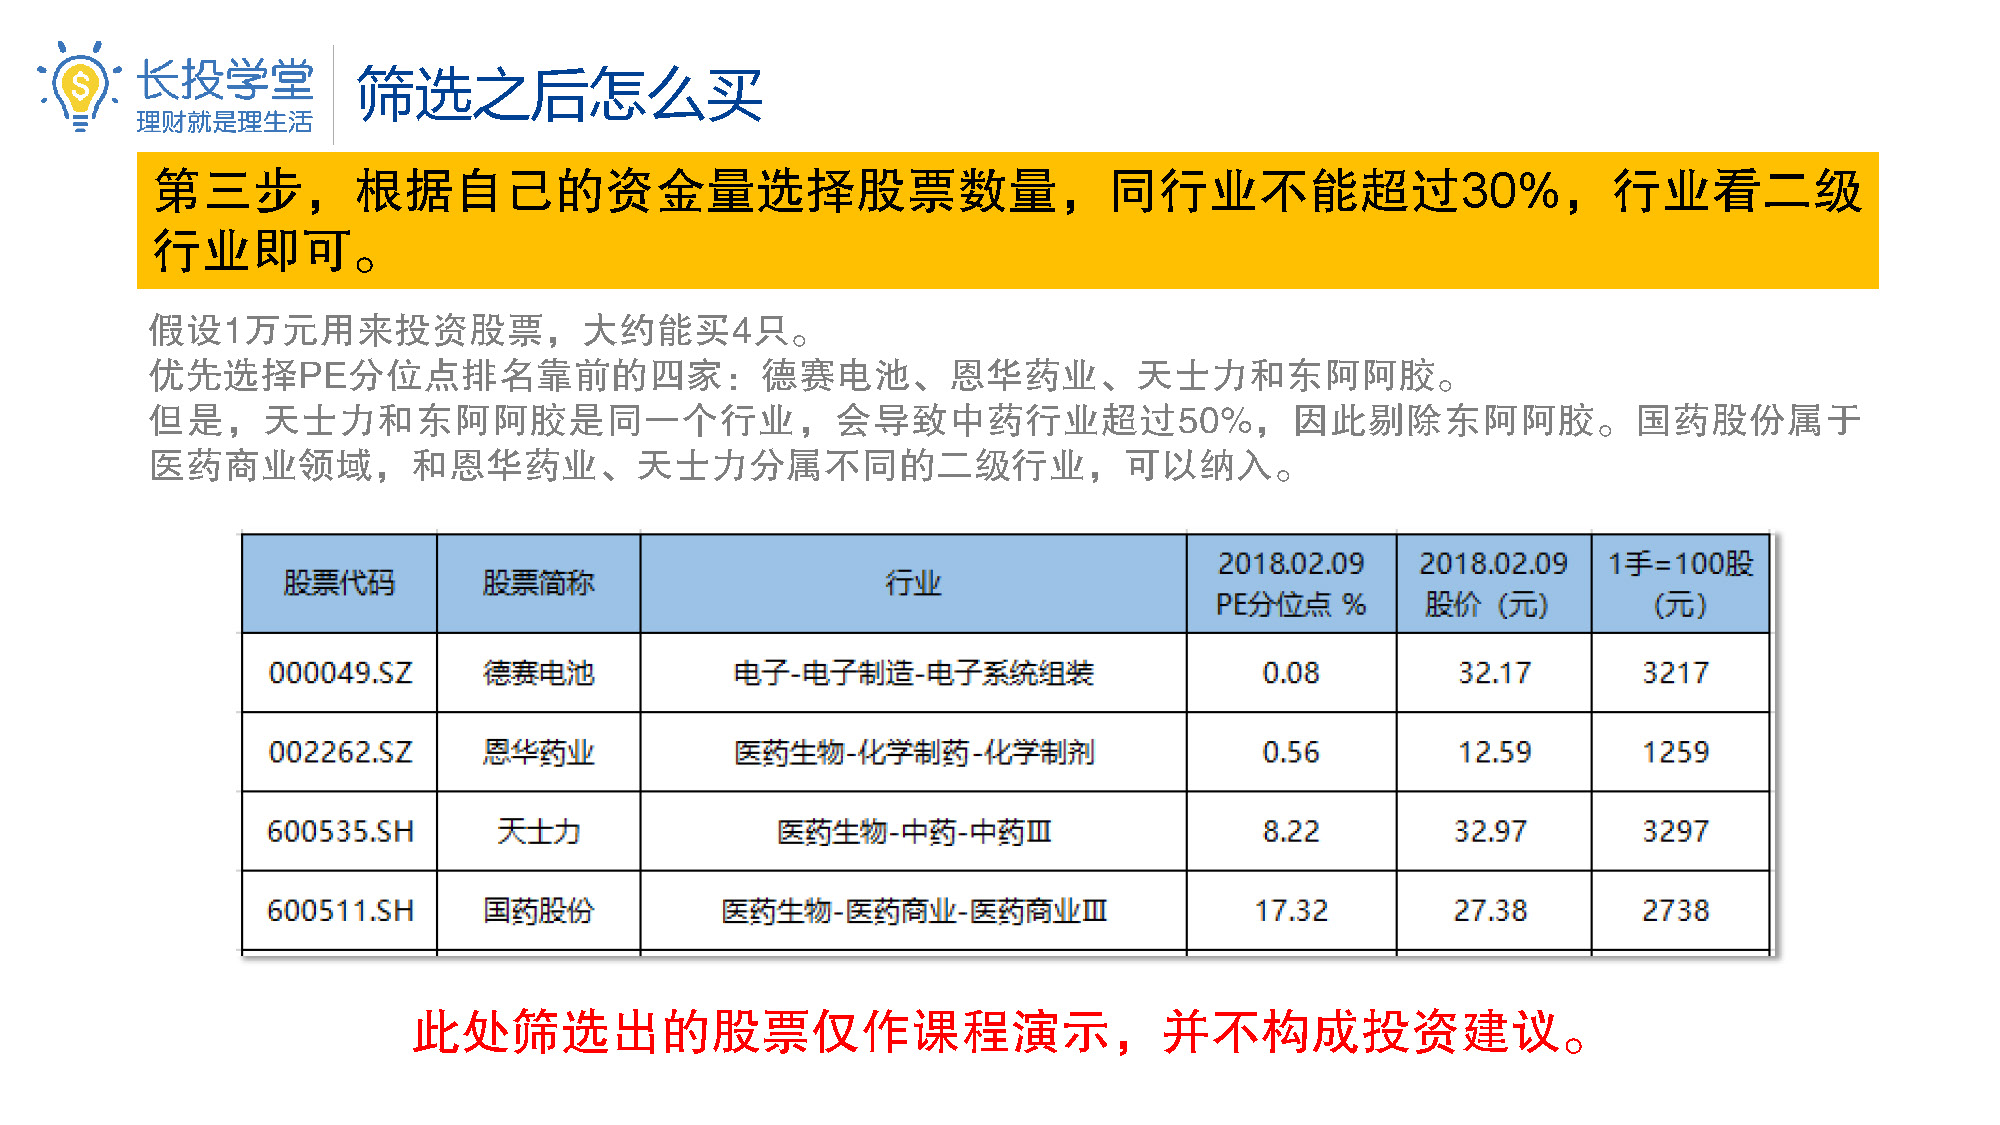 长投学堂
理财就是理生活
筛选之后怎么买
第三步，根据自己的资金量选择股票数量，同行业不能超过30%，行业看二级
行业即可。
假设1万元用来投资股票，大约能买4只。
优先选择PE分位点排名靠前的四家：德赛电池、恩华药业、天士力和东阿阿胶。
但是，天士力和东阿阿胶是同一个行业，会导致中药行业超过50%，因此剔除东阿阿胶。国药股份属于
医药商业领域，和恩华药业、天士力分属不同的二级行业，可以纳入。
股票代码 股票简称 行业 2018.02.09 PE分位点 % 2018.02.09 股价（元） 1手=100股（元）
000049.SZ 德赛电池 电子-电子制造-电子系统组装 0.08 32.17 3217
002262.SZ 恩华药业 医药生物-化学制药-化学制剂 0.56 12.59 1259
600535.SH 天士力 医药生物-中药-中药Ⅲ 8.22 32.97 3297
600511.SH 国药股份 医药生物-医药商业-医药商业Ⅲ 17.32 27.38 2738
此处筛选出的股票仅作课程演示，并不构成投资建议。